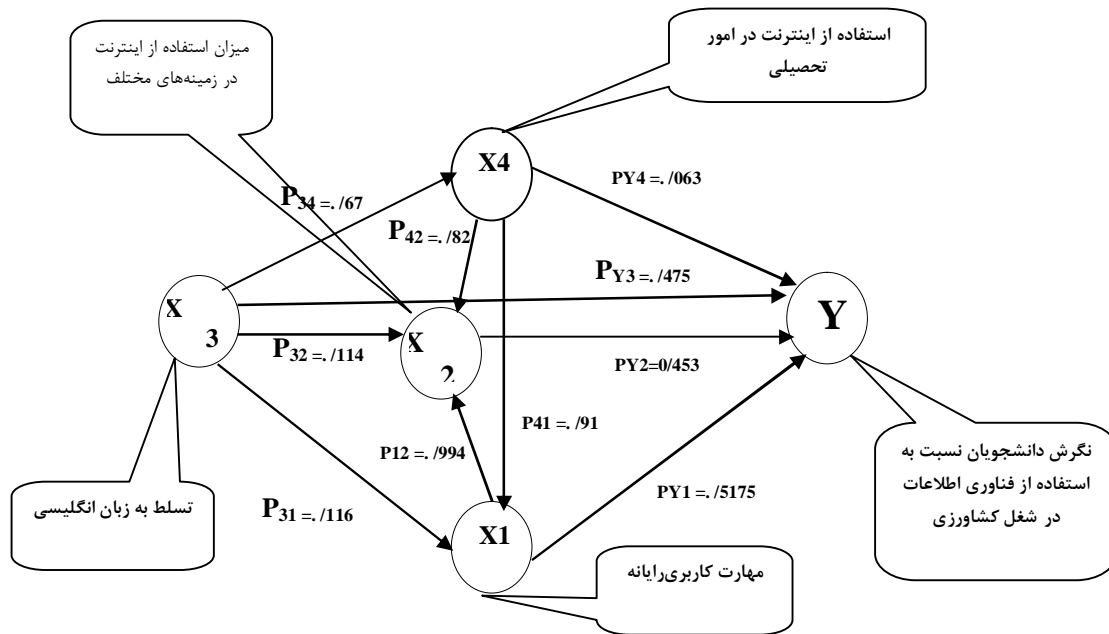 میزان استفاده از اینترنت
در زمینه‌های مختلف
استفاده از اینترنت در امور
تحصیلی
X4
P34 =. /67
PY4 =. /063
P42 =. /82
PY3 =. /475
X
3
Y
X
2
P32 =. /114
PY2=0/453
P41 =. /91
P12 =. /994
نگرش دانشجویان نسبت به
استفاده از فناوری اطلاعات
در شغل کشاورزی
PY1 =. /5175
تسلط به زبان انگلیسی
P31 =. /116
X1
مهارت کاربری‌رایانه